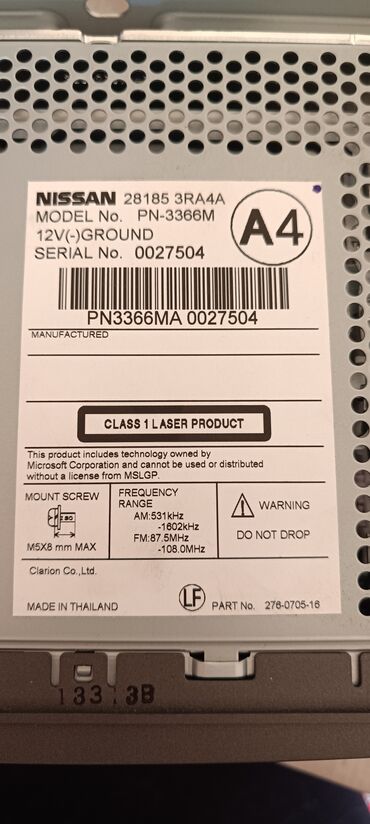 NISSAN 28185 3RA4A
MODEL No. PN-3366M
12V(-)GROUND
SERIAL No. 0027504
A4
PN3366MA 0027504
MANUFACTURED
CLASS 1 LASER PRODUCT
This product includes technology owned by
Microsoft Corporation and cannot be used or distributed
without a license from MSLGP.
MOUNT SCREW
M5X8 mm MAX
FREQUENCY
RANGE
AM:531kHz
-1602kHz
FM:87.5MHz
-108.0MHz
WARNING
DO NOT DROP
Clarion Co.,Ltd.
MADE IN THAILAND
LF
PART No. 276-0705-16